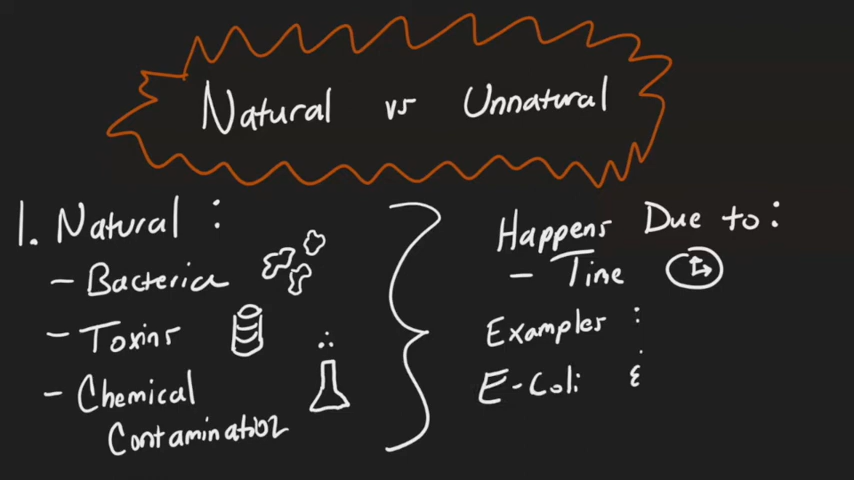 Natural vs Unnatural
1. Natural :
- Bacteria
- Toxins
- Chemical
Contamination
Happens Due to :
- Time
Examples :
E-Coli &